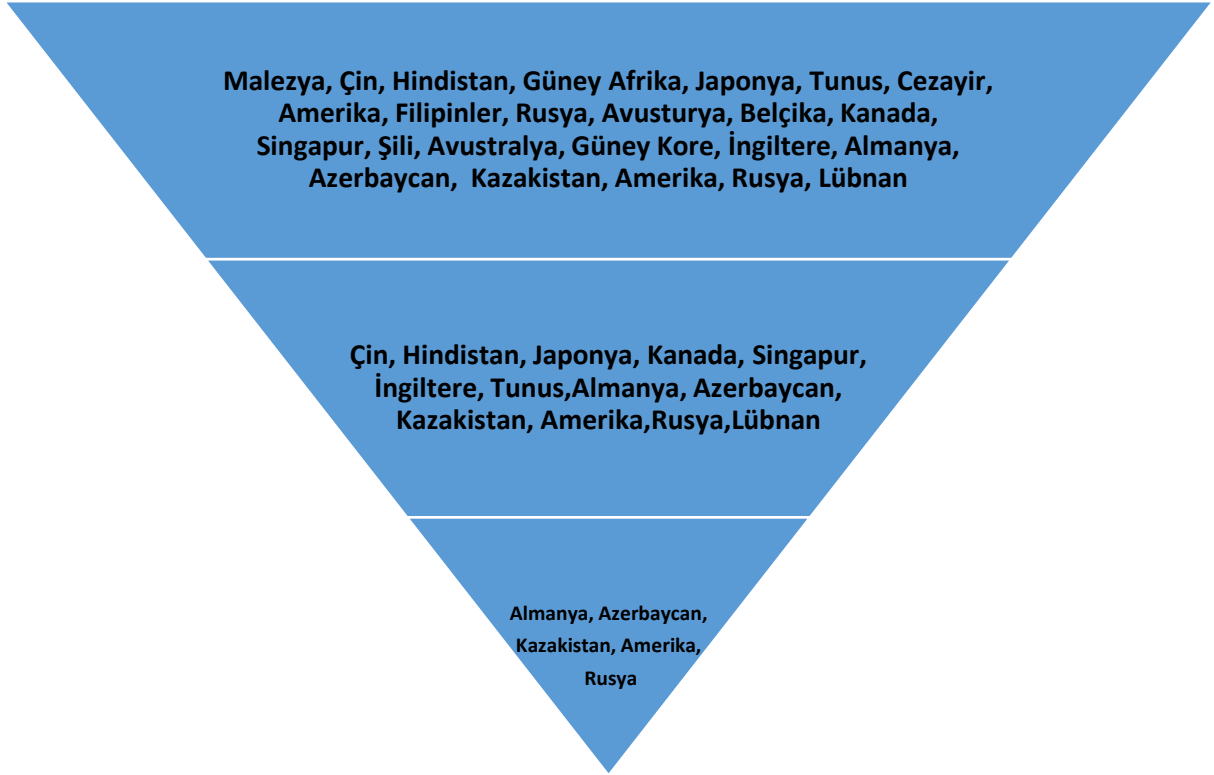 Malezya, Çin, Hindistan, Güney Afrika, Japonya, Tunus, Cezayir,
Amerika, Filipinler, Rusya, Avusturya, Belçika, Kanada,
Singapur, Şili, Avustralya, Güney Kore, İngiltere, Almanya,
Azerbaycan,  Kazakistan, Amerika, Rusya, Lübnan
Çin, Hindistan, Japonya, Kanada, Singapur,
İngiltere, Tunus,Almanya, Azerbaycan,
Kazakistan, Amerika,Rusya,Lübnan
Almanya, Azerbaycan,
Kazakistan, Amerika,
Rusya